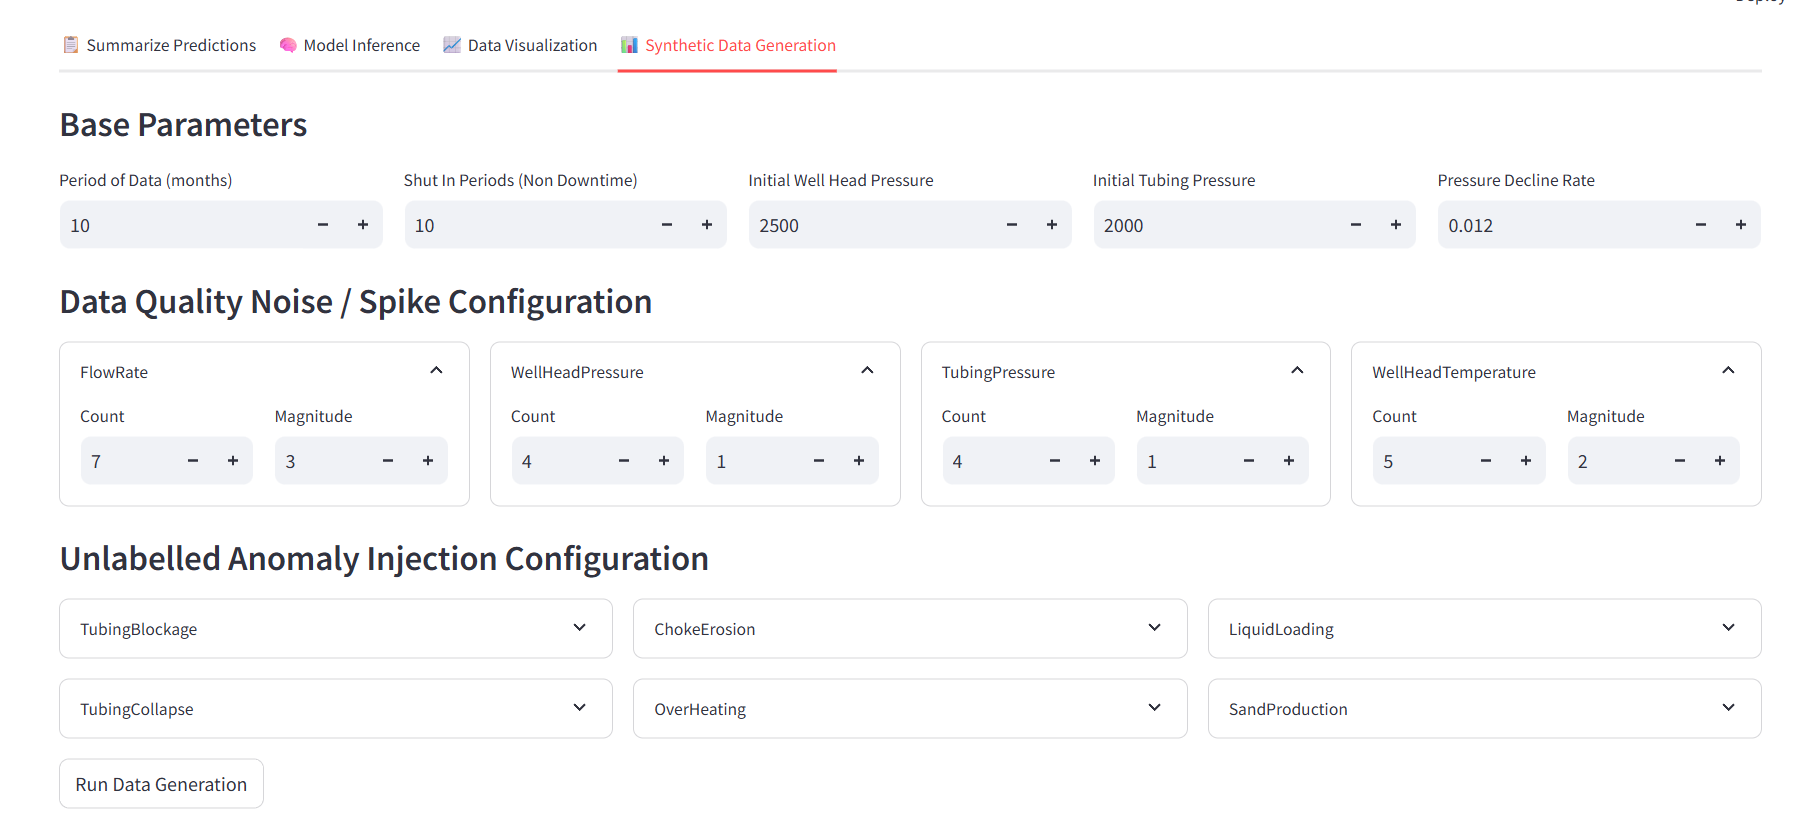 Summarize Predictions Model Inference Data Visualization Synthetic Data Generation
Base Parameters
Period of Data (months) Shut In Periods (Non Downtime) Initial Well Head Pressure Initial Tubing Pressure Pressure Decline Rate
10 − + 10 − + 2500 − + 2000 − + 0.012 − +
Data Quality Noise / Spike Configuration
FlowRate WellHeadPressure TubingPressure WellHeadTemperature
Count Magnitude Count Magnitude Count Magnitude Count Magnitude
7 − + 3 − + 4 − + 1 − + 4 − + 1 − + 5 − + 2 − +
Unlabelled Anomaly Injection Configuration
TubingBlockage ChokeErosion LiquidLoading
TubingCollapse OverHeating SandProduction
Run Data Generation